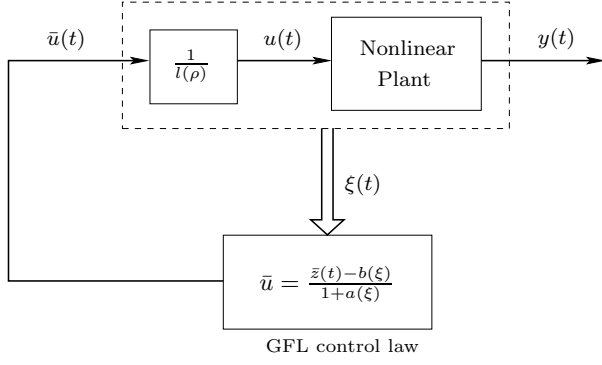 ū(t)
1/l(ρ)
u(t)
Nonlinear
Plant
y(t)
ξ(t)
ū = (z̄(t)−b(ξ))/(1+a(ξ))
GFL control law